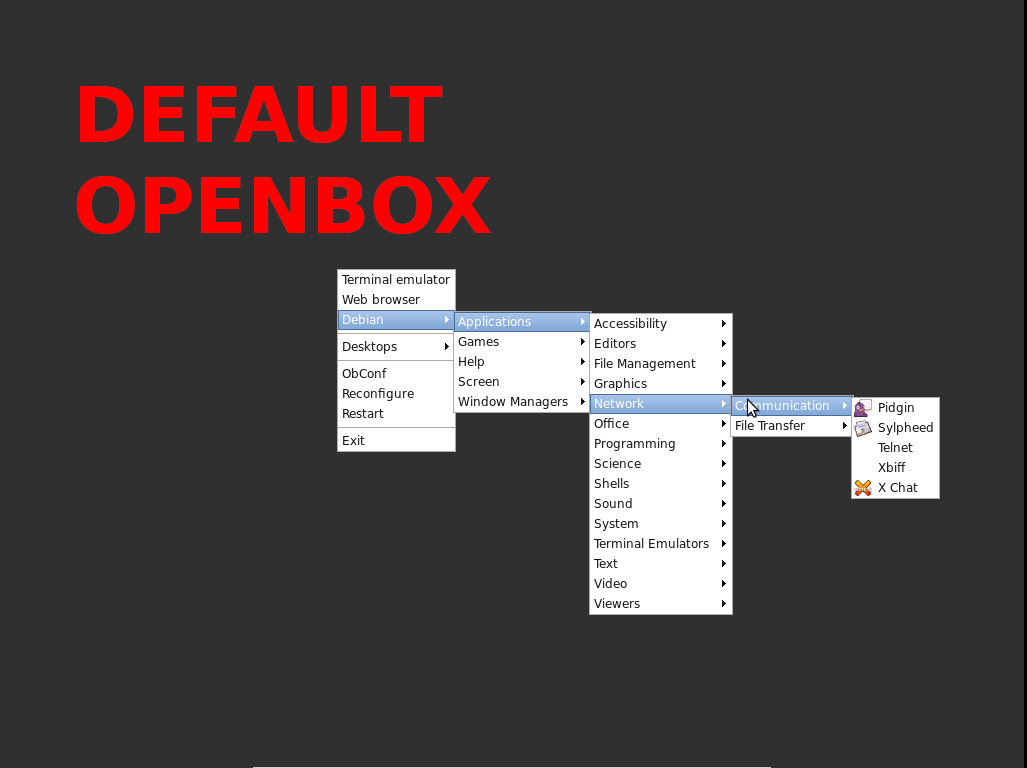 DEFAULT
OPENBOX
Terminal emulator
Web browser
Debian
Desktops
ObConf
Reconfigure
Restart
Exit
Applications
Games
Help
Screen
Window Managers
Accessibility
Editors
File Management
Graphics
Network
Office
Programming
Science
Shells
Sound
System
Terminal Emulators
Text
Video
Viewers
Communication
File Transfer
Pidgin
Sylpheed
Telnet
Xbiff
X Chat